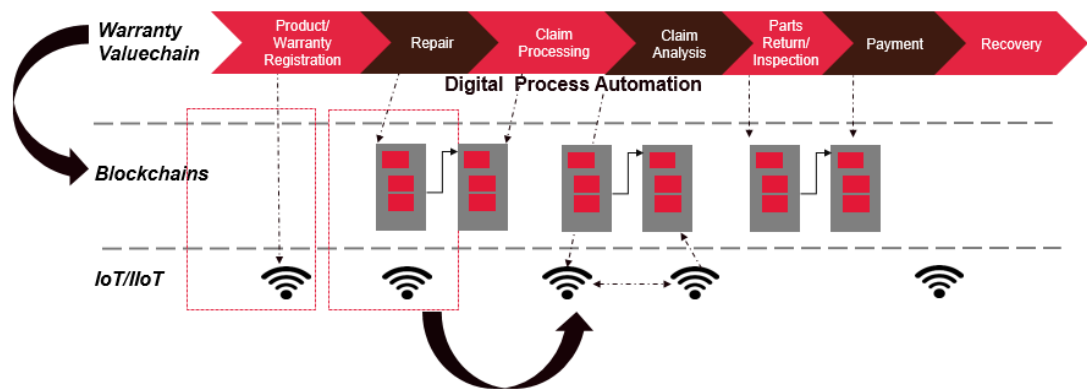 Warranty
Valuechain
Product/
Warranty
Registration
Repair
Claim
Processing
Claim
Analysis
Parts
Return/
Inspection
Payment
Recovery
Digital Process Automation
Blockchains
IoT/IIoT